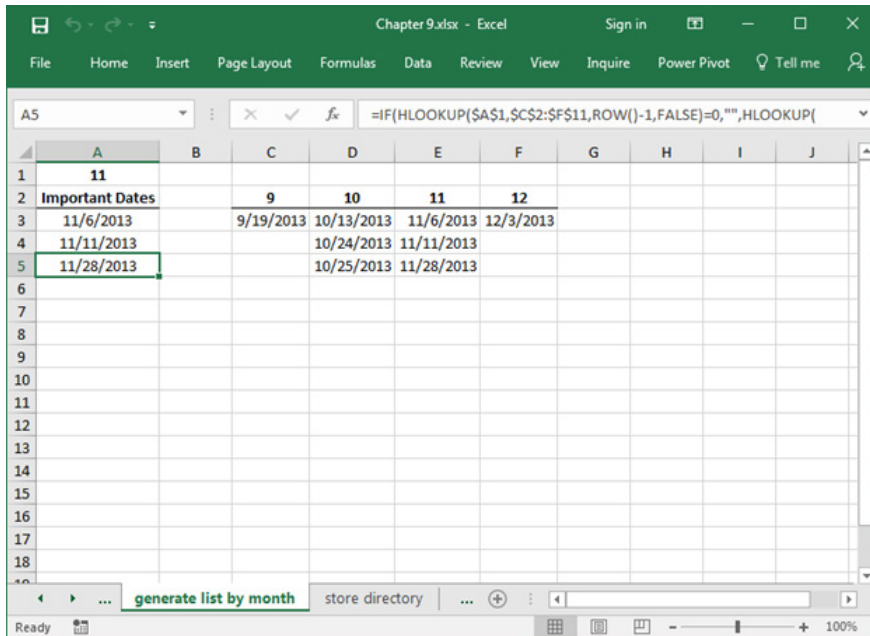 Chapter 9.xlsx - Excel
Sign in
File Home Insert Page Layout Formulas Data Review View Inquire Power Pivot Tell me
A5 fx =IF(HLOOKUP($A$1,$C$2:$F$11,ROW()-1,FALSE)=0,"",HLOOKUP(
A B C D E F G H I J
1 11
2 Important Dates 9 10 11 12
3 11/6/2013 9/19/2013 10/13/2013 11/6/2013 12/3/2013
4 11/11/2013 10/24/2013 11/11/2013
5 11/28/2013 10/25/2013 11/28/2013
6
7
8
9
10
11
12
13
14
15
16
17
18
19
... generate list by month store directory ...
Ready 100%